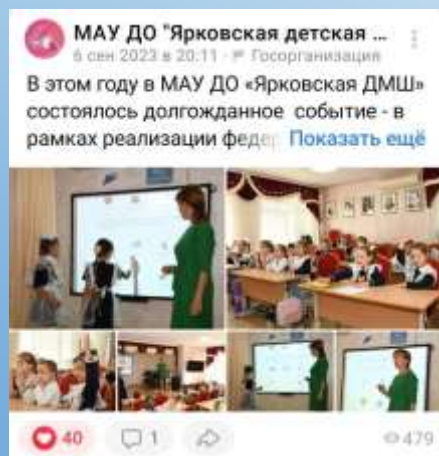 МАУ ДО "Ярковская детская ...
6 сен 2023 в 20:11 · Госорганизация
В этом году в МАУ ДО «Ярковская ДМШ»
состоялось долгожданное событие - в
рамках реализации федер Показать ещё
40 1 479